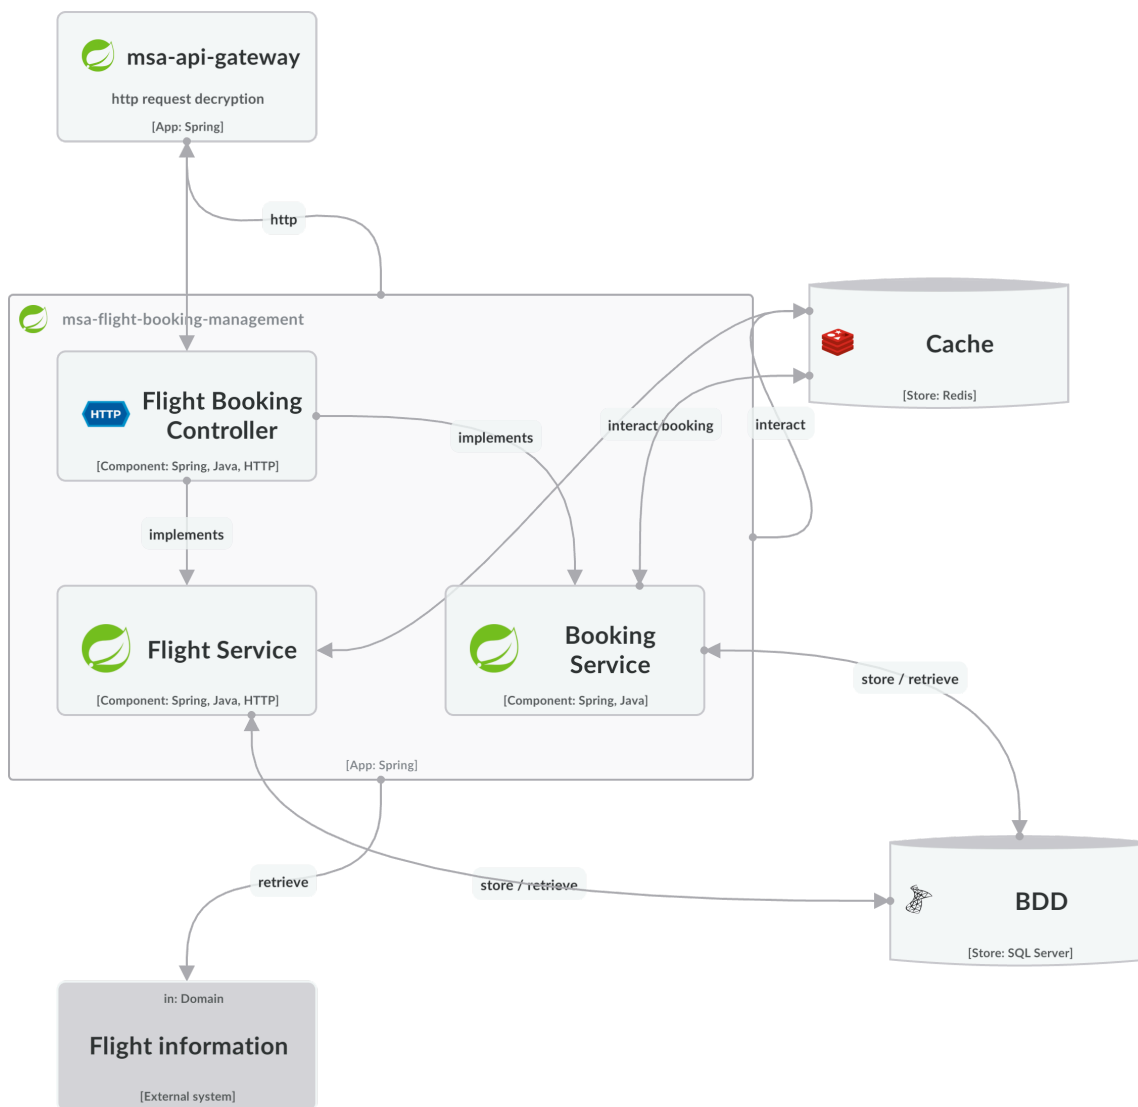 msa-api-gateway
http request decryption
[App: Spring]
http
msa-flight-booking-management
HTTP
Flight Booking
Controller
[Component: Spring, Java, HTTP]
Cache
[Store: Redis]
implements
interact booking
interact
implements
Flight Service
[Component: Spring, Java, HTTP]
Booking
Service
[Component: Spring, Java]
store / retrieve
[App: Spring]
retrieve
store / retrieve
BDD
[Store: SQL Server]
in: Domain
Flight information
[External system]